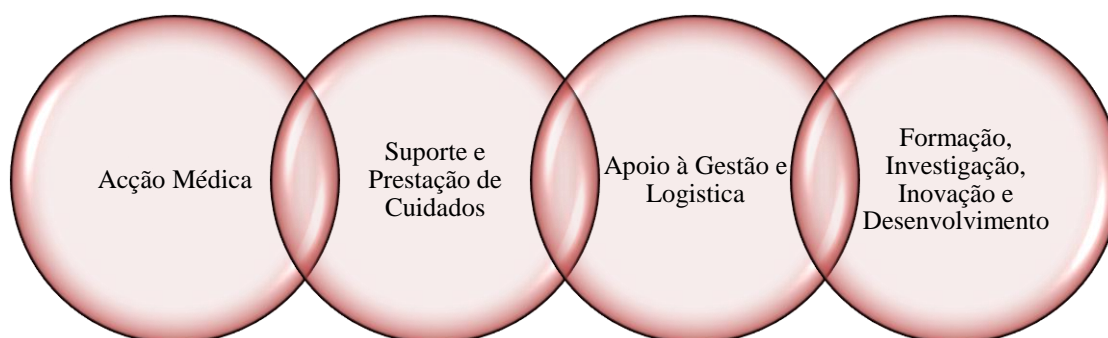 Acção Médica
Suporte e
Prestação de
Cuidados
Apoio à Gestão e
Logistica
Formação,
Investigação,
Inovação e
Desenvolvimento